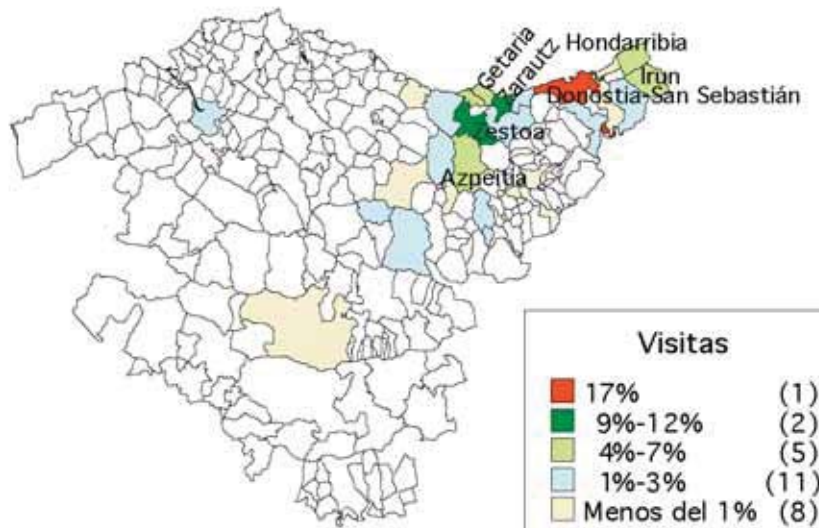 Getaria
Zarautz
Hondarribia
Irún
Donostia-San Sebastián
Zestoa
Azpeitia
Visitas
17% (1)
9%-12% (2)
4%-7% (5)
1%-3% (11)
Menos del 1% (8)